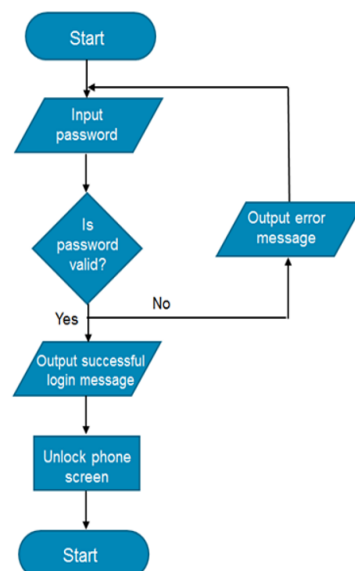 Start
Input
password
Is
password
valid?
Output error
message
No
Yes
Output successful
login message
Unlock phone
screen
Start